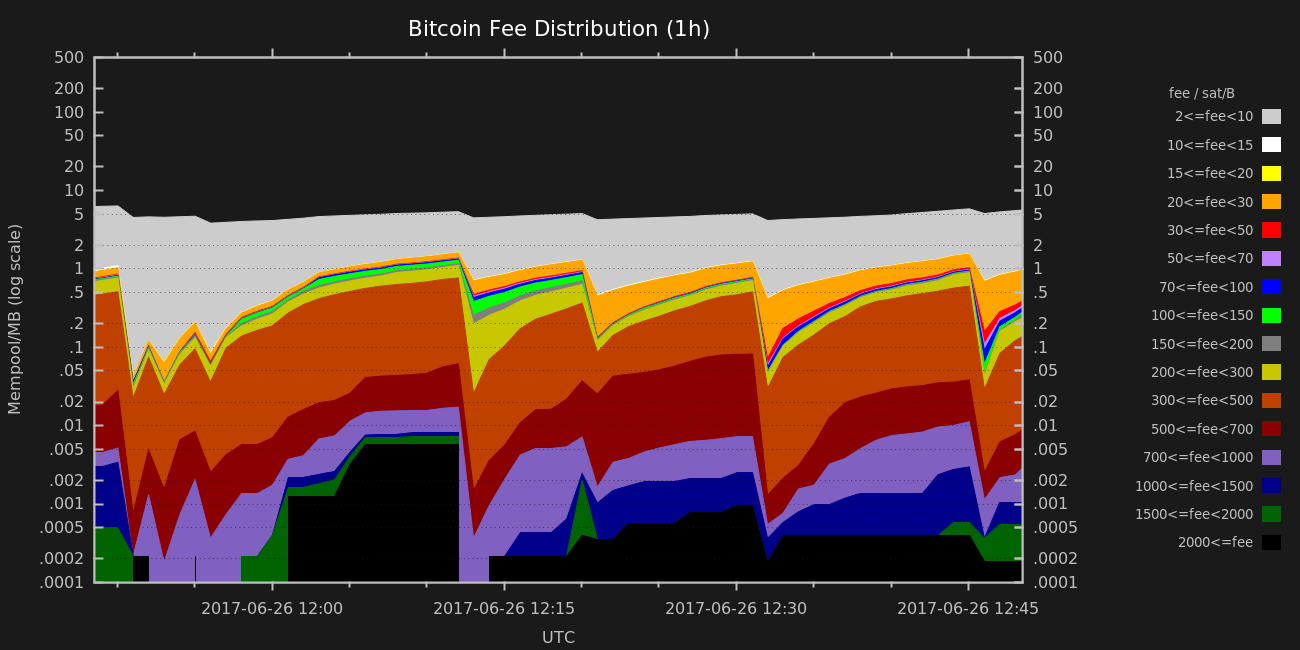 Bitcoin Fee Distribution (1h)
Mempool/MB (log scale)
500
200
100
50
20
10
5
2
1
.5
.2
.1
.05
.02
.01
.005
.002
.001
.0005
.0002
.0001
500
200
100
50
20
10
5
2
1
.5
.2
.1
.05
.02
.01
.005
.002
.001
.0005
.0002
.0001
2017-06-26 12:00 2017-06-26 12:15 2017-06-26 12:30 2017-06-26 12:45
UTC
fee / sat/B
2<=fee<10
10<=fee<15
15<=fee<20
20<=fee<30
30<=fee<50
50<=fee<70
70<=fee<100
100<=fee<150
150<=fee<200
200<=fee<300
300<=fee<500
500<=fee<700
700<=fee<1000
1000<=fee<1500
1500<=fee<2000
2000<=fee